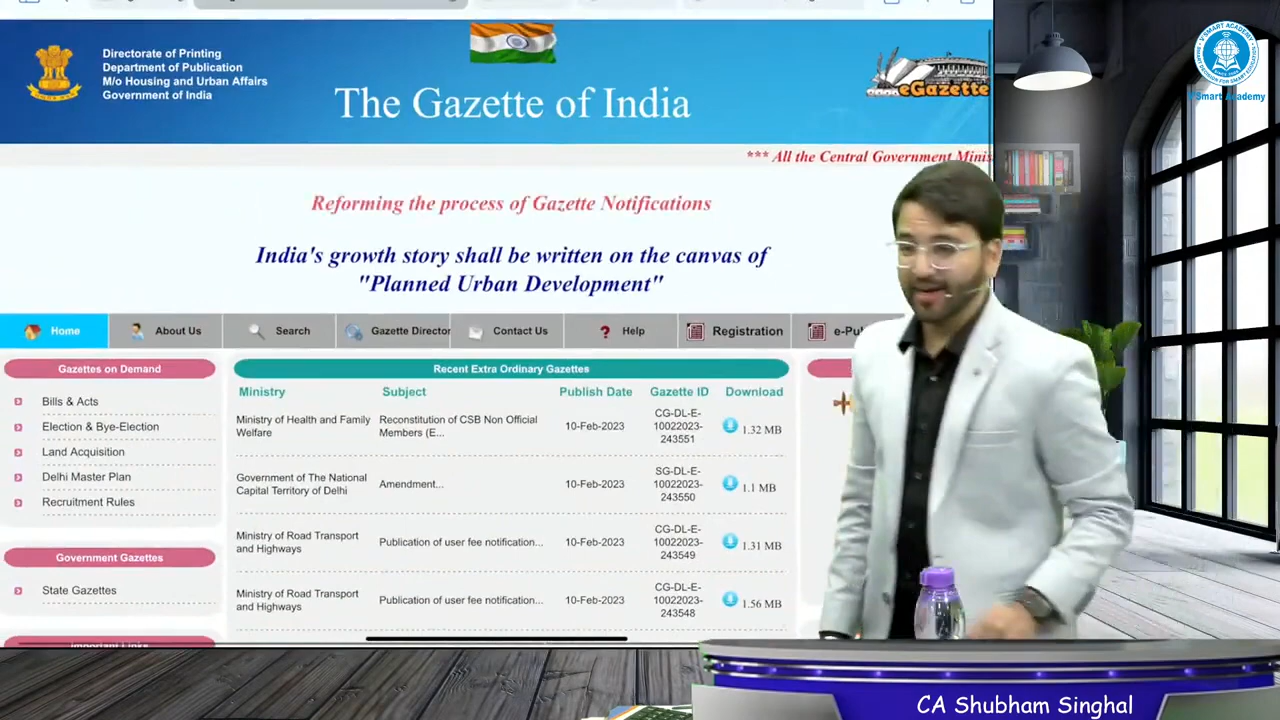 Directorate of Printing
Department of Publication
M/o Housing and Urban Affairs
Government of India
The Gazette of India
eGazette
V SMART ACADEMY
VSmart Academy
*** All the Central Government Minis
Reforming the process of Gazette Notifications
India's growth story shall be written on the canvas of
"Planned Urban Development"
Home
About Us
Search
Gazette Director
Contact Us
Help
Registration
e-Pu
Gazettes on Demand
Bills & Acts
Election & Bye-Election
Land Acquisition
Delhi Master Plan
Recruitment Rules
Government Gazettes
State Gazettes
Important Links
Recent Extra Ordinary Gazettes
Ministry Subject Publish Date Gazette ID Download
Ministry of Health and Family
Welfare
Reconstitution of CSB Non Official
Members (E...
10-Feb-2023
CG-DL-E-
10022023-
243551
1.32 MB
Government of The National
Capital Territory of Delhi
Amendment...
10-Feb-2023
SG-DL-E-
10022023-
243550
1.1 MB
Ministry of Road Transport
and Highways
Publication of user fee notification...
10-Feb-2023
CG-DL-E-
10022023-
243549
1.31 MB
Ministry of Road Transport
and Highways
Publication of user fee notification...
10-Feb-2023
CG-DL-E-
10022023-
243548
1.56 MB
CA Shubham Singhal